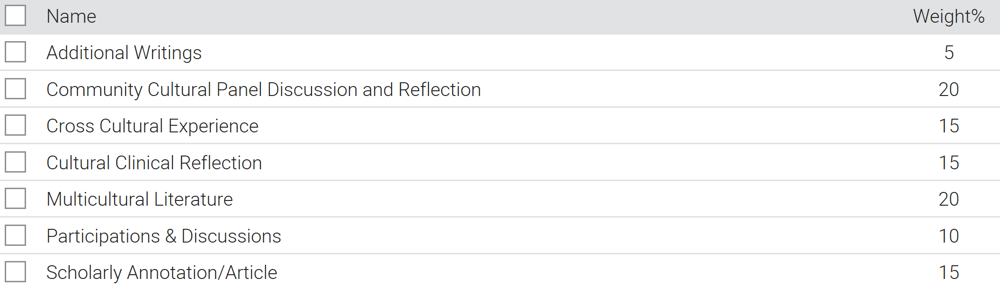 Name Weight%
Additional Writings 5
Community Cultural Panel Discussion and Reflection 20
Cross Cultural Experience 15
Cultural Clinical Reflection 15
Multicultural Literature 20
Participations & Discussions 10
Scholarly Annotation/Article 15